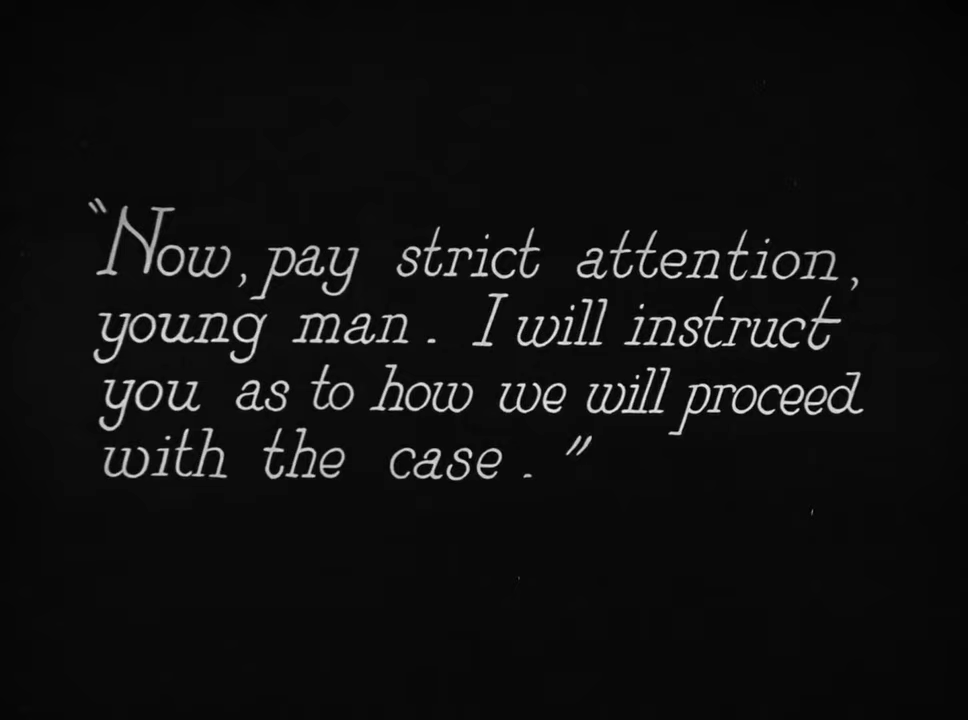 "Now, pay strict attention,
young man. I will instruct
you as to how we will proceed
with the case."